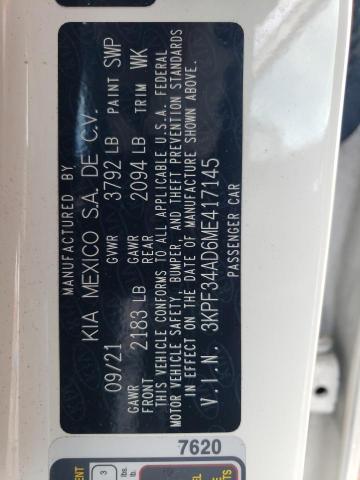 MANUFACTURED BY
KIA MEXICO S.A. DE C.V.
09/21 GVWR 3792 LB PAINT SWP
GAWR FRONT 2183 LB GAWR REAR 2094 LB TRIM WK
THIS VEHICLE CONFORMS TO ALL APPLICABLE U.S.A. FEDERAL
MOTOR VEHICLE SAFETY, BUMPER, AND THEFT PREVENTION STANDARDS
IN EFFECT ON THE DATE OF MANUFACTURE SHOWN ABOVE.
V.I.N. 3KPF34AD6ME417145
PASSENGER CAR
7620
3
lbs.
lb.